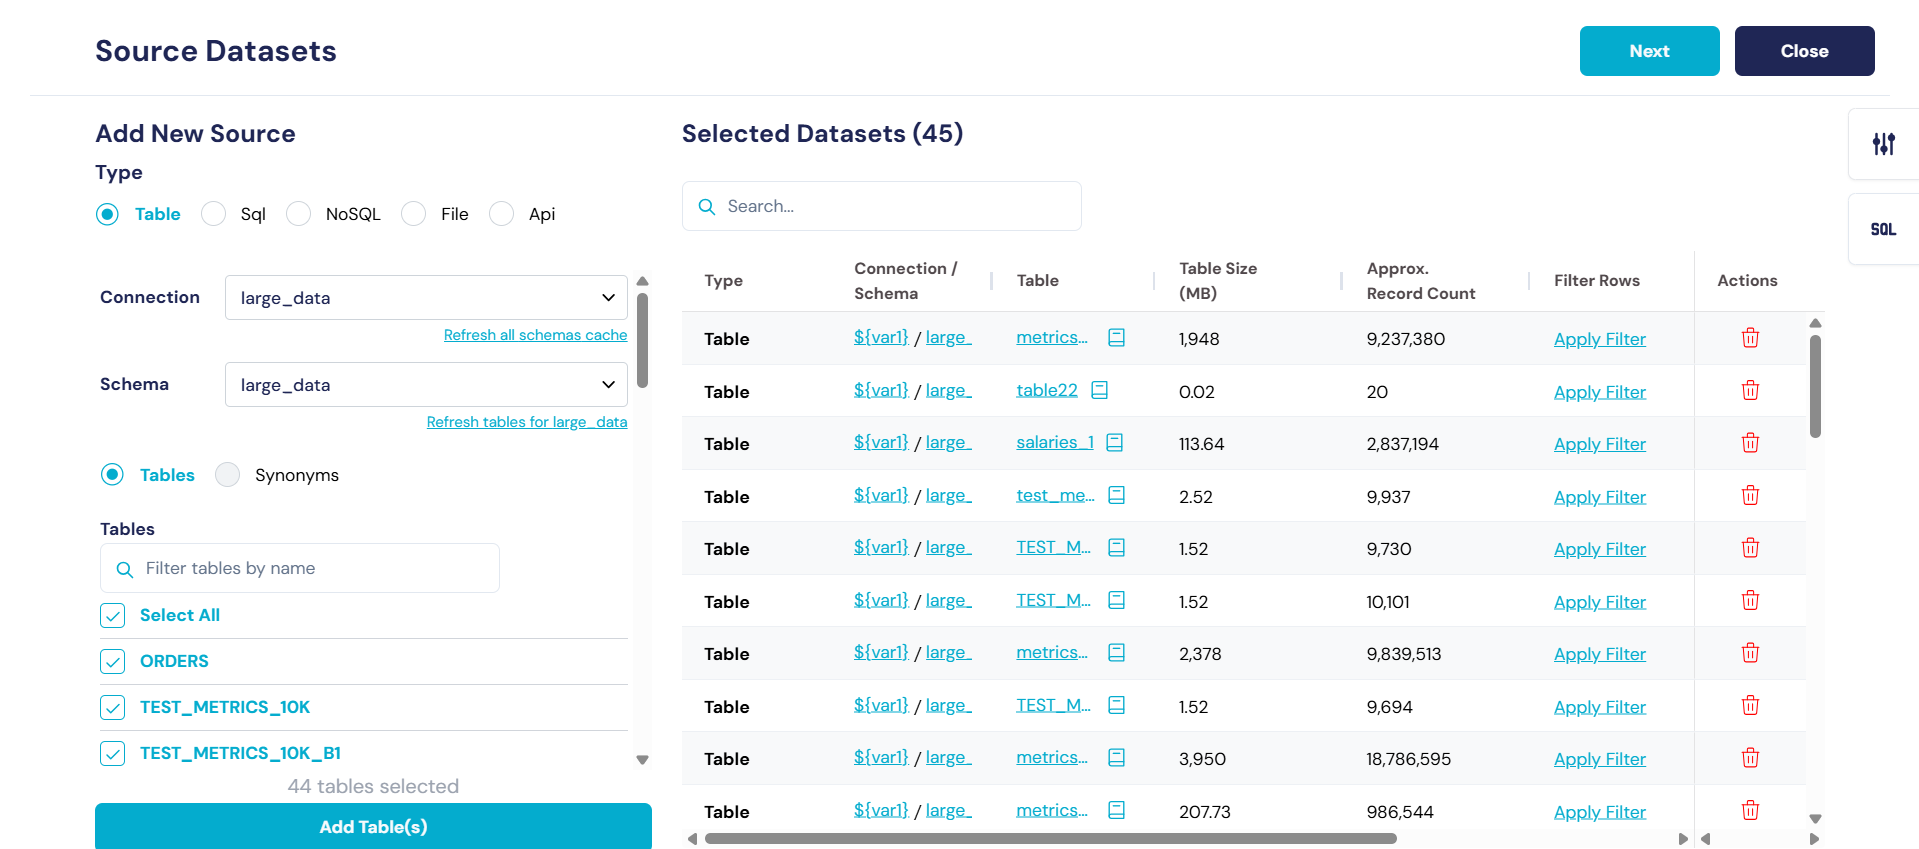 Source Datasets
Next
Close
Add New Source
Type
Table
Sql
NoSQL
File
Api
Connection
large_data
Refresh all schemas cache
Schema
large_data
Refresh tables for large_data
Tables
Synonyms
Tables
Filter tables by name
Select All
ORDERS
TEST_METRICS_10K
TEST_METRICS_10K_B1
44 tables selected
Add Table(s)
Selected Datasets (45)
Search...
Type
Connection /
Schema
Table
Table Size
(MB)
Approx.
Record Count
Filter Rows
Actions
Table ${var1} / large_ metrics... 1,948 9,237,380 Apply Filter
Table ${var1} / large_ table22 0.02 20 Apply Filter
Table ${var1} / large_ salaries_1 113.64 2,837,194 Apply Filter
Table ${var1} / large_ test_me... 2.52 9,937 Apply Filter
Table ${var1} / large_ TEST_M... 1.52 9,730 Apply Filter
Table ${var1} / large_ TEST_M... 1.52 10,101 Apply Filter
Table ${var1} / large_ metrics... 2,378 9,839,513 Apply Filter
Table ${var1} / large_ TEST_M... 1.52 9,694 Apply Filter
Table ${var1} / large_ metrics... 3,950 18,786,595 Apply Filter
Table ${var1} / large_ metrics... 207.73 986,544 Apply Filter
SQL